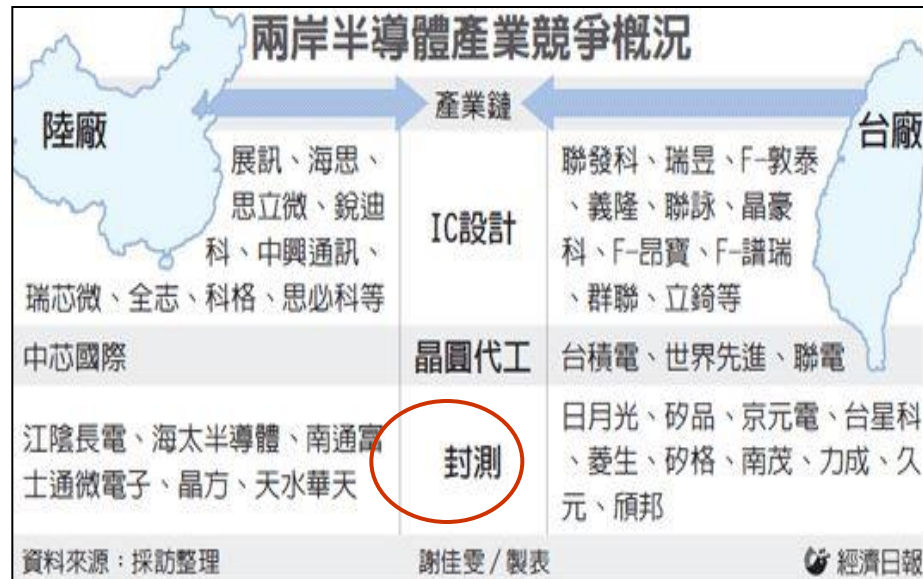 兩岸半導體產業競爭概況
陸廠
產業鏈
台廠
展訊、海思、
思立微、銳迪
科、中興通訊、
瑞芯微、全志、科格、思必科等
IC設計
聯發科、瑞昱、F-敦泰
、義隆、聯詠、晶豪
科、F-昂寶、F-譜瑞
、群聯、立錡等
中芯國際
晶圓代工
台積電、世界先進、聯電
江陰長電、海太半導體、南通富
士通微電子、晶方、天水華天
封測
日月光、矽品、京元電、台星科
、菱生、矽格、南茂、力成、久
元、頎邦
資料來源：採訪整理
謝佳雯／製表
經濟日報